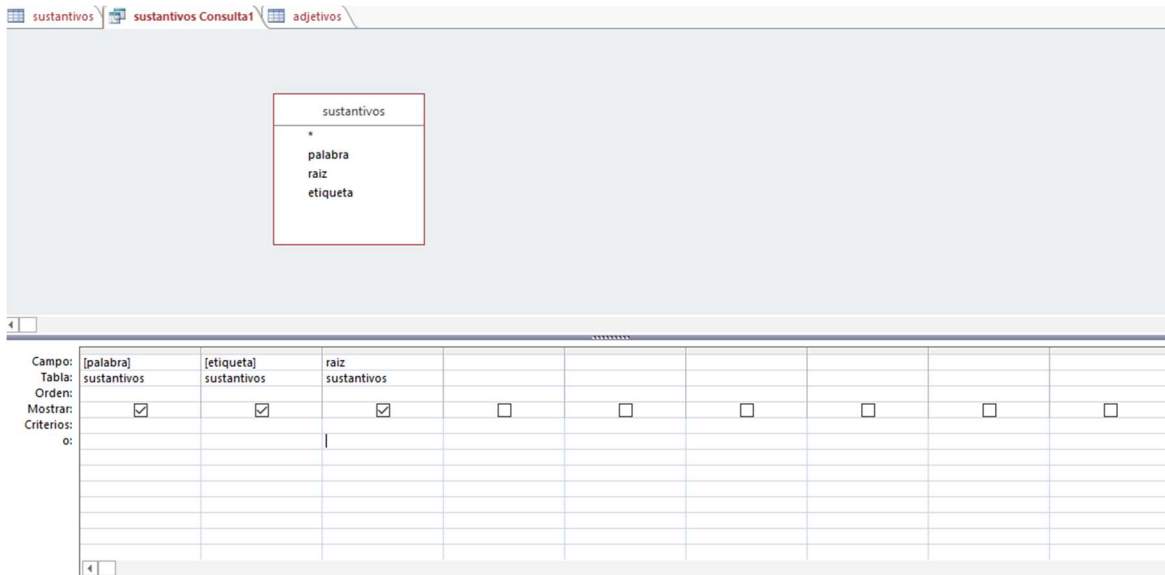 sustantivos sustantivos Consulta1 adjetivos
sustantivos
*
palabra
raiz
etiqueta
Campo: [palabra] [etiqueta] raiz
Tabla: sustantivos sustantivos sustantivos
Orden:
Mostrar:
Criterios:
o: